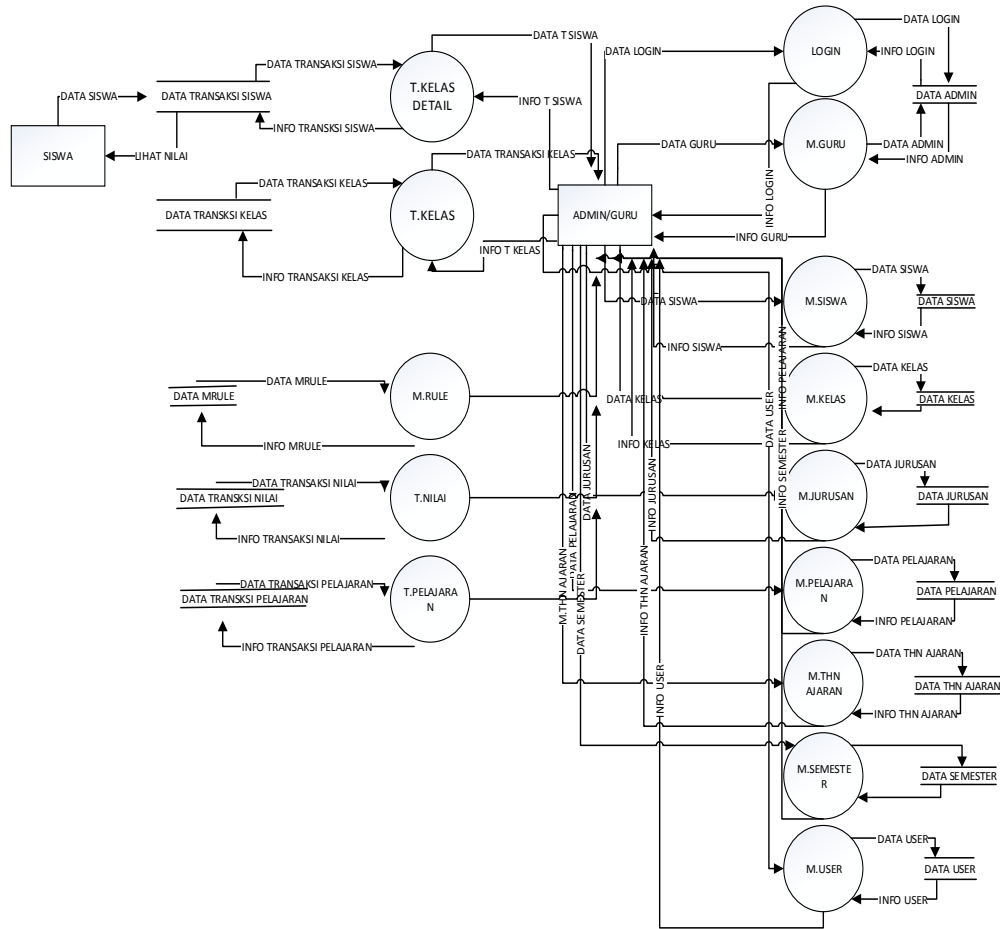 DATA LOGIN
DATA T SISWA
DATA LOGIN
LOGIN
INFO LOGIN
DATA TRANSAKSI SISWA
T.KELAS
DETAIL
DATA SISWA
DATA TRANSAKSI SISWA
INFO T SISWA
DATA ADMIN
INFO TRANSKSI SISWA
SISWA
LIHAT NILAI
DATA TRANSAKSI KELAS
DATA GURU
M.GURU
DATA ADMIN
INFO ADMIN
DATA TRANSAKSI KELAS
DATA TRANSKSI KELAS
T.KELAS
ADMIN/GURU
INFO LOGIN
INFO GURU
INFO T KELAS
INFO TRANSAKSI KELAS
DATA SISWA
DATA SISWA
M.SISWA
DATA SISWA
INFO SISWA
INFO SISWA
INFO PELAJARAN
DATA MRULE
DATA MRULE
M.RULE
INFO MRULE
DATA KELAS
DATA KELAS
M.KELAS
DATA KELAS
INFO KELAS
DATA USER
INFO SEMESTER
DATA TRANSAKSI NILAI
DATA TRANSKSI NILAI
T.NILAI
INFO TRANSAKSI NILAI
DATA JURUSAN
INFO JURUSAN
DATA JURUSAN
M.JURUSAN
DATA JURUSAN
DATA TRANSAKSI PELAJARAN
DATA TRANSKSI PELAJARAN
T.PELAJARA
N
INFO TRANSAKSI PELAJARAN
M.THN AJARAN
DATA PELAJARAN
DATA SEMESTER
INFO THN AJARAN
DATA PELAJARAN
M.PELAJARA
N
DATA PELAJARAN
INFO PELAJARAN
DATA THN AJARAN
M.THN
AJARAN
DATA THN AJARAN
INFO THN AJARAN
INFO USER
M.SEMESTE
R
DATA SEMESTER
DATA USER
M.USER
DATA USER
INFO USER